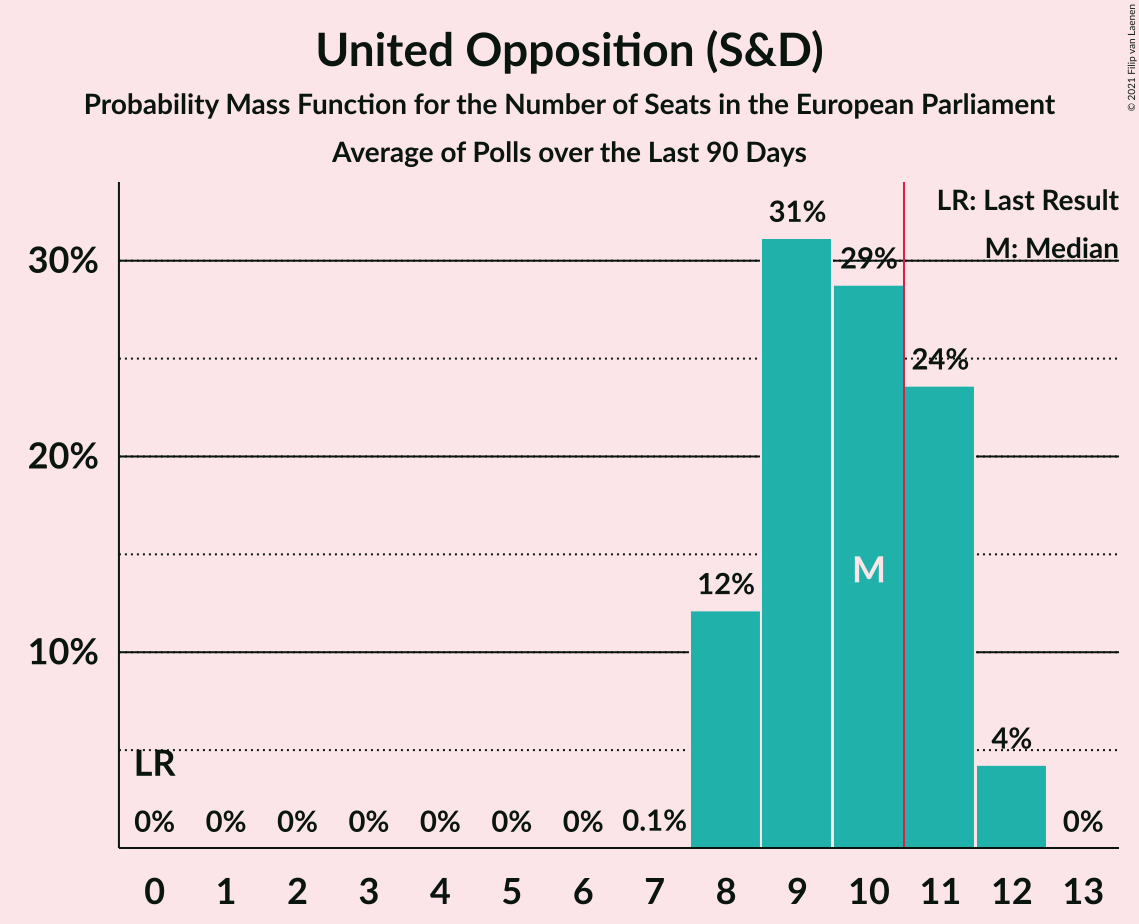 United Opposition (S&D)
Probability Mass Function for the Number of Seats in the European Parliament
Average of Polls over the Last 90 Days
© 2021 Filip van Laenen
LR: Last Result
M: Median
30%
20%
10%
31%
29%
24%
12%
M
4%
LR
0% 0% 0% 0% 0% 0% 0% 0.1% 0%
0 1 2 3 4 5 6 7 8 9 10 11 12 13